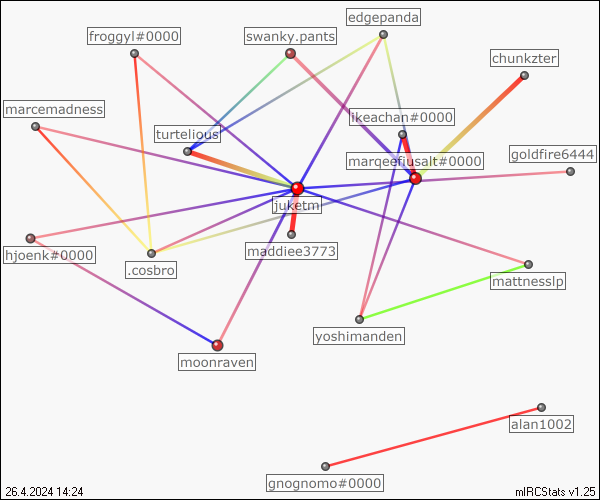 edgepanda
froggyl#0000
swanky.pants
chunkzter
marcemadness
ikeachan#0000
turtelious
goldfire6444
marqeefiusalt#0000
juketm
hjoenk#0000
maddiee3773
.cosbro
mattnesslp
yoshimanden
moonraven
alan1002
gnognomo#0000
26.4.2024 14:24
mIRCStats v1.25